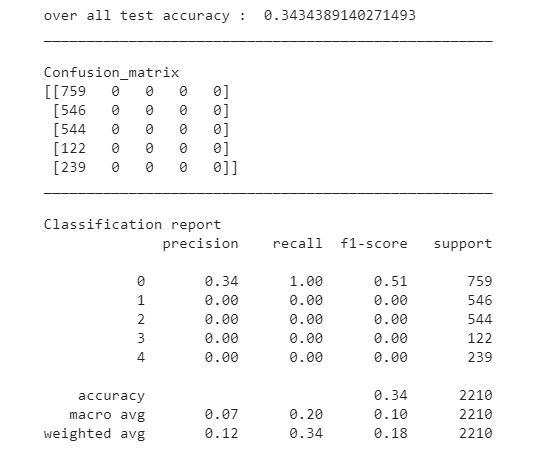 over all test accuracy :  0.3434389140271493
Confusion_matrix
[[759   0   0   0   0]
 [546   0   0   0   0]
 [544   0   0   0   0]
 [122   0   0   0   0]
 [239   0   0   0   0]]
Classification report
              precision    recall  f1-score   support
           0       0.34      1.00      0.51       759
           1       0.00      0.00      0.00       546
           2       0.00      0.00      0.00       544
           3       0.00      0.00      0.00       122
           4       0.00      0.00      0.00       239
    accuracy                           0.34      2210
   macro avg       0.07      0.20      0.10      2210
weighted avg       0.12      0.34      0.18      2210